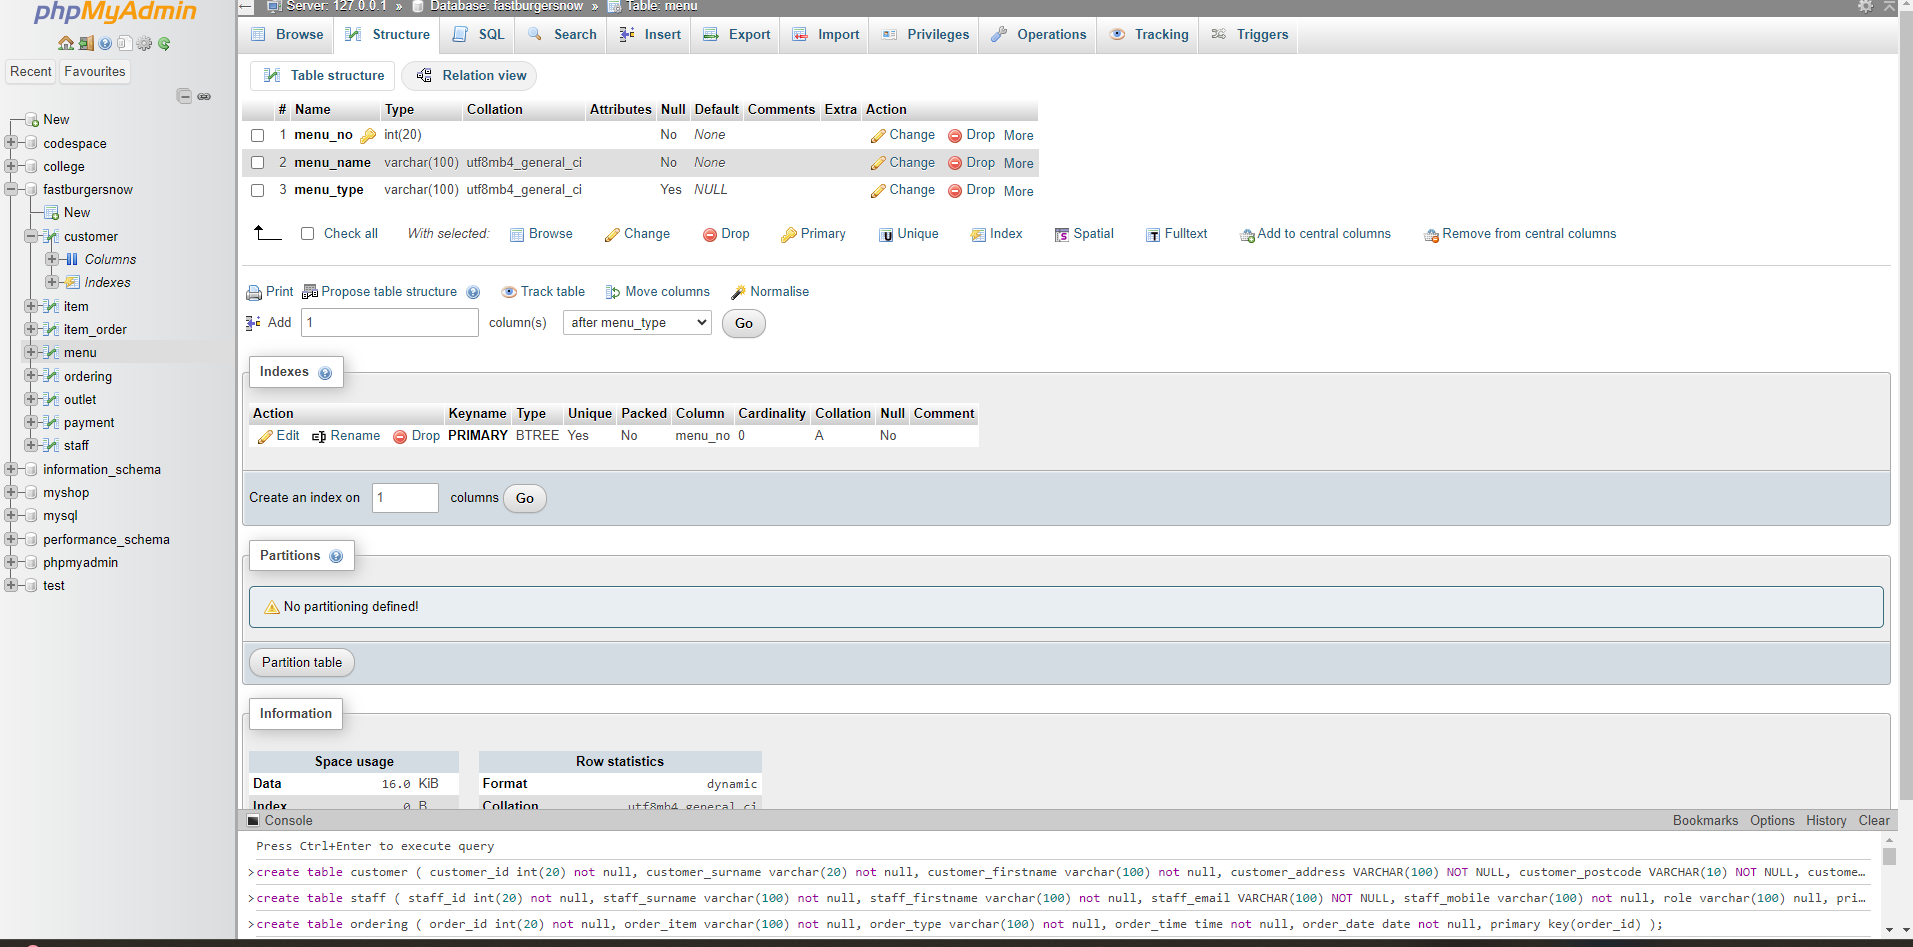 phpMyAdmin
Recent Favourites
New
codespace
college
fastburgersnow
New
customer
Columns
Indexes
item
item_order
menu
ordering
outlet
payment
staff
information_schema
myshop
mysql
performance_schema
phpmyadmin
test
Server: 127.0.0.1 » Database: fastburgersnow » Table: menu
Browse Structure SQL Search Insert Export Import Privileges Operations Tracking Triggers
Table structure Relation view
# Name Type Collation Attributes Null Default Comments Extra Action
1 menu_no int(20) No None Change Drop More
2 menu_name varchar(100) utf8mb4_general_ci No None Change Drop More
3 menu_type varchar(100) utf8mb4_general_ci Yes NULL Change Drop More
Check all With selected: Browse Change Drop Primary Unique Index Spatial Fulltext Add to central columns Remove from central columns
Print Propose table structure Track table Move columns Normalise
Add 1 column(s) after menu_type Go
Indexes
Action Keyname Type Unique Packed Column Cardinality Collation Null Comment
Edit Rename Drop PRIMARY BTREE Yes No menu_no 0 A No
Create an index on 1 columns Go
Partitions
No partitioning defined!
Partition table
Information
Space usage Row statistics
Data 16.0 KiB Format dynamic
Index 0 B Collation utf8mb4_general_ci
Console Bookmarks Options History Clear
Press Ctrl+Enter to execute query
>create table customer ( customer_id int(20) not null, customer_surname varchar(20) not null, customer_firstname varchar(100) not null, customer_address VARCHAR(100) NOT NULL, customer_postcode VARCHAR(10) NOT NULL, custome…
>create table staff ( staff_id int(20) not null, staff_surname varchar(100) not null, staff_firstname varchar(100) not null, staff_email VARCHAR(100) NOT NULL, staff_mobile varchar(100) not null, role varchar(100) null, pri…
>create table ordering ( order_id int(20) not null, order_item varchar(100) not null, order_type varchar(100) not null, order_time time not null, order_date date not null, primary key(order_id) );